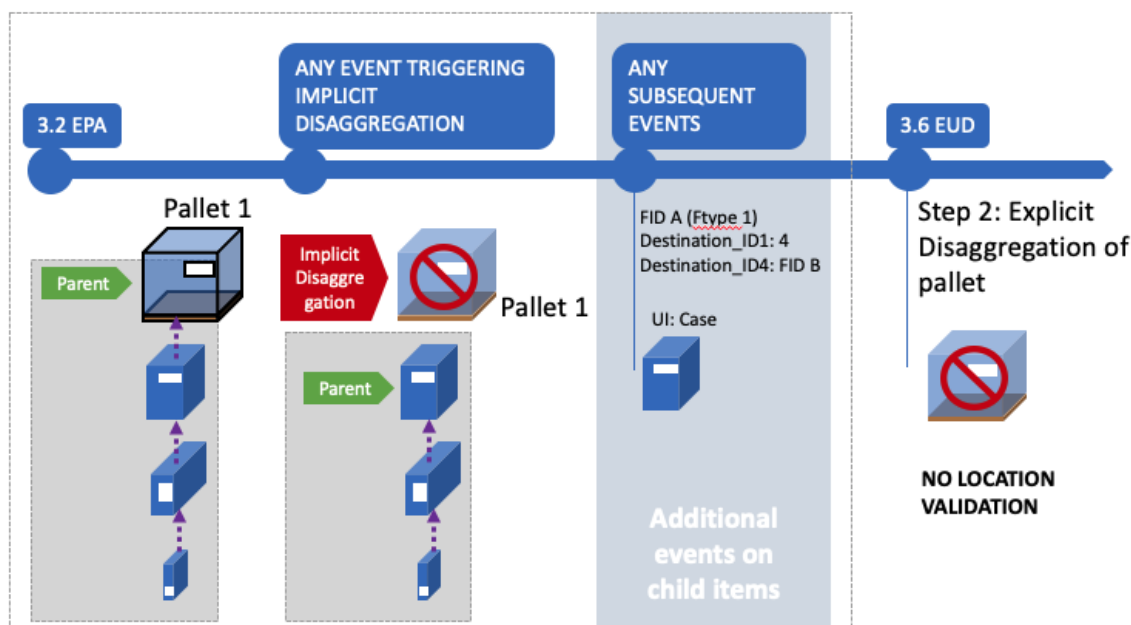 3.2 EPA
ANY EVENT TRIGGERING
IMPLICIT
DISAGGREGATION
ANY
SUBSEQUENT
EVENTS
3.6 EUD
Pallet 1
Parent
Implicit
Disaggre
gation
Pallet 1
Parent
FID A (Ftype 1)
Destination_ID1: 4
Destination_ID4: FID B
UI: Case
Additional
events on
child items
Step 2: Explicit
Disaggregation of
pallet
NO LOCATION
VALIDATION